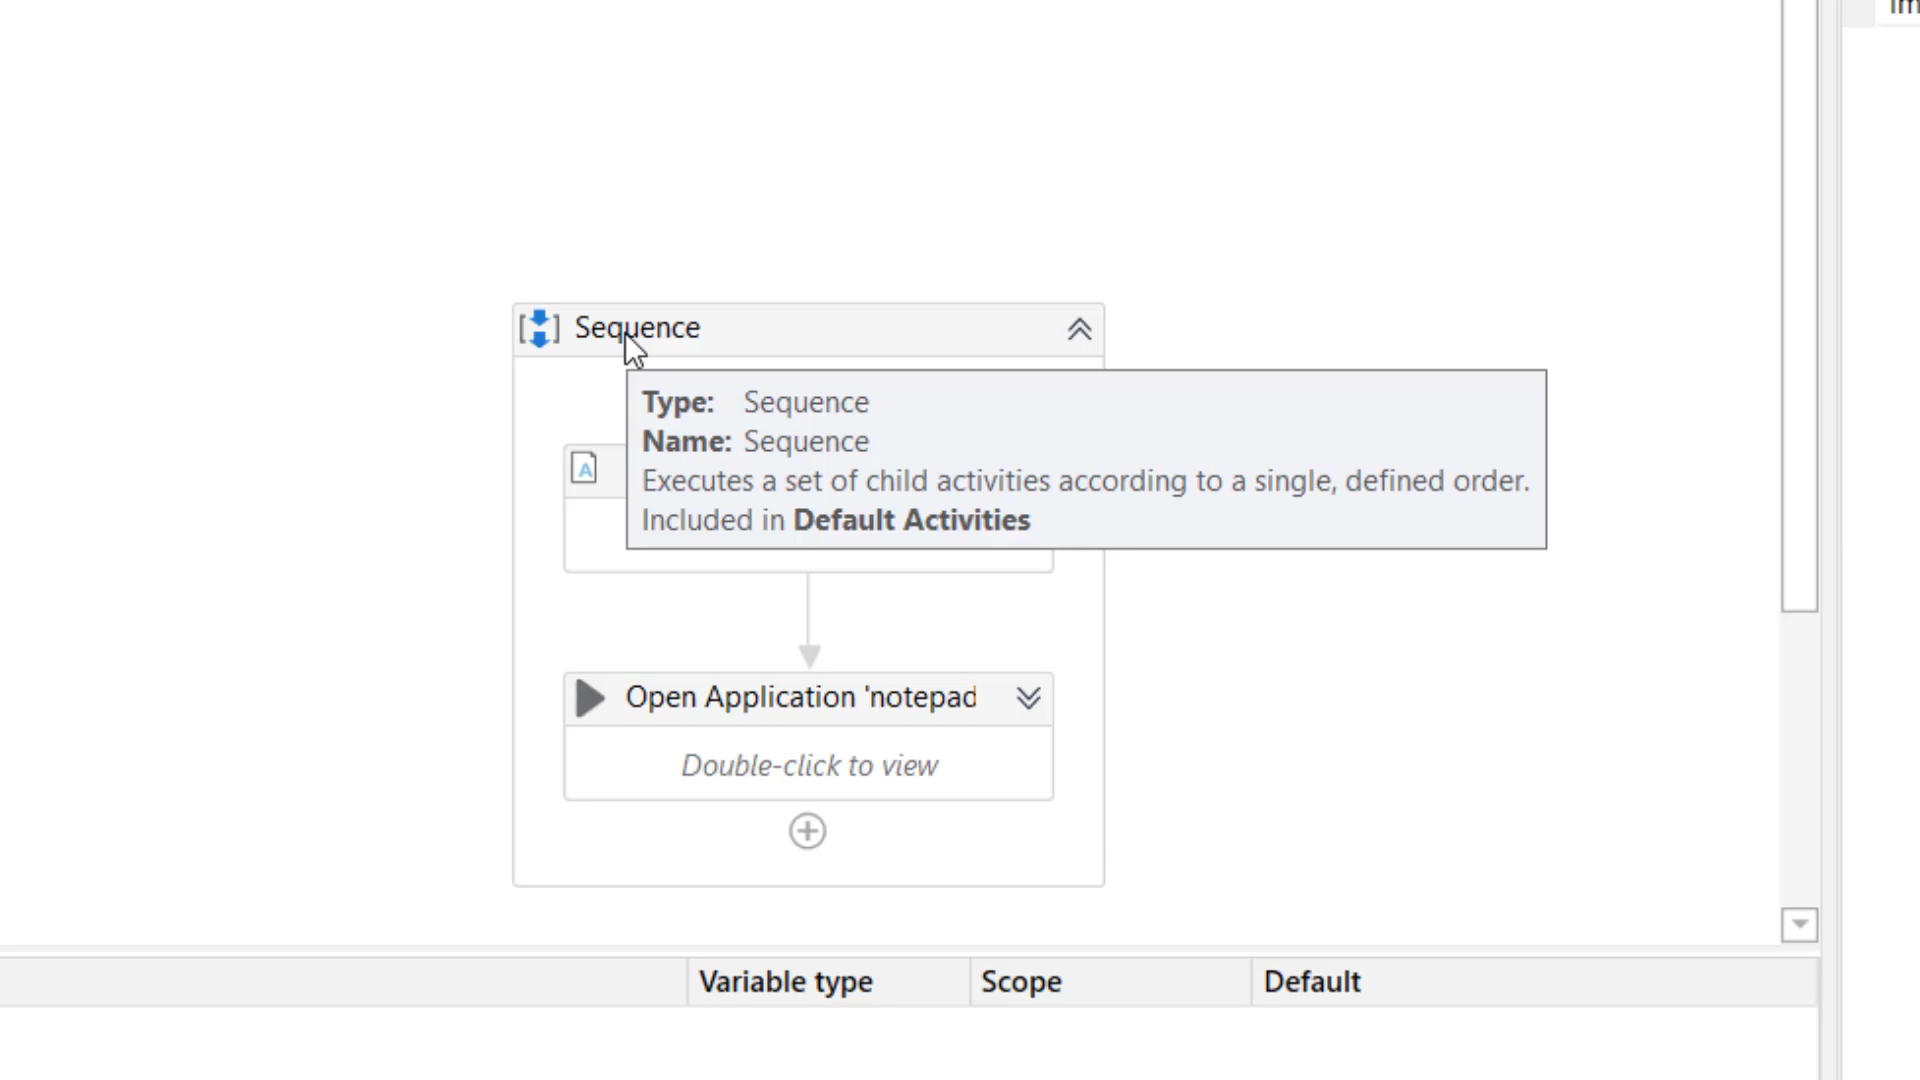 Sequence
Type: Sequence
Name: Sequence
Executes a set of child activities according to a single, defined order.
Included in Default Activities
A
Open Application 'notepad
Double-click to view
Variable type Scope Default